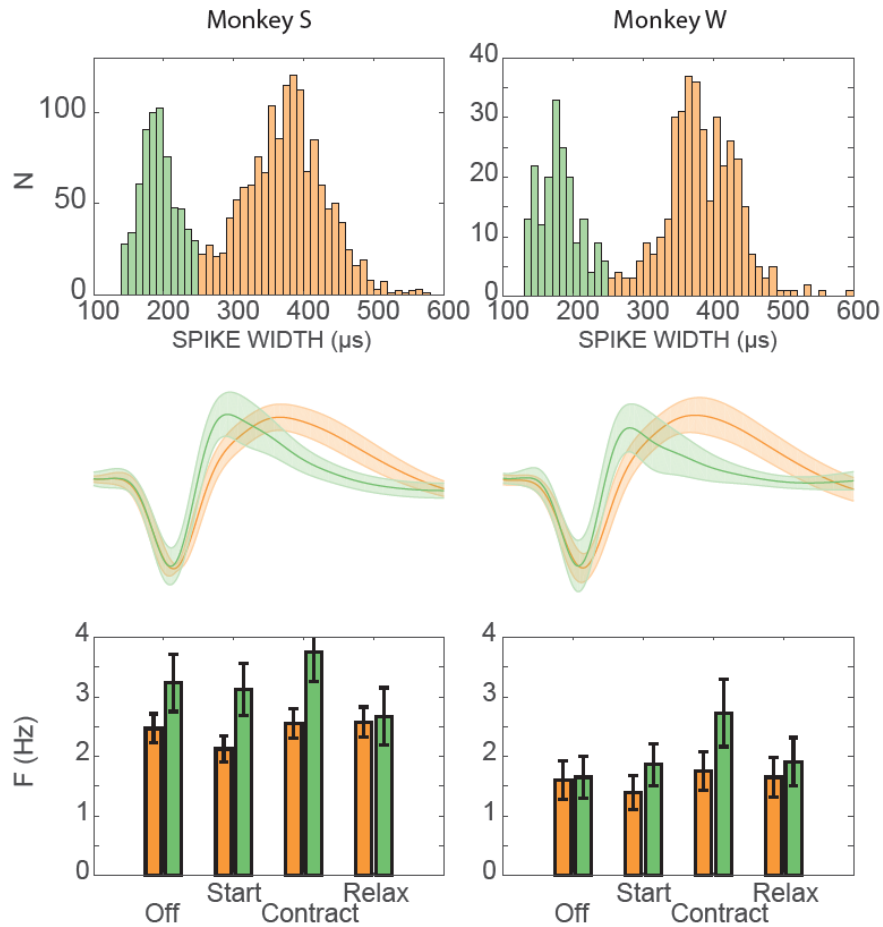 Monkey S Monkey W
N
100
50
0
100 200 300 400 500 600
SPIKE WIDTH (µs)
40
30
20
10
0
100 200 300 400 500 600
SPIKE WIDTH (µs)
F (Hz)
4
3
2
1
0
Start Relax
Off Contract
4
3
2
1
0
Start Relax
Off Contract